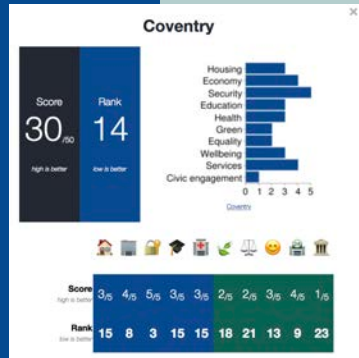 ×
Coventry
Score
30/50
high is better
Rank
14
low is better
Housing
Economy
Security
Education
Health
Green
Equality
Wellbeing
Services
Civic engagement
0 1 2 3 4 5
Coventry
Score 3/5 4/5 5/5 3/5 3/5 2/5 2/5 3/5 4/5 1/5
high is better
Rank 15 8 3 15 15 18 21 13 9 23
low is better